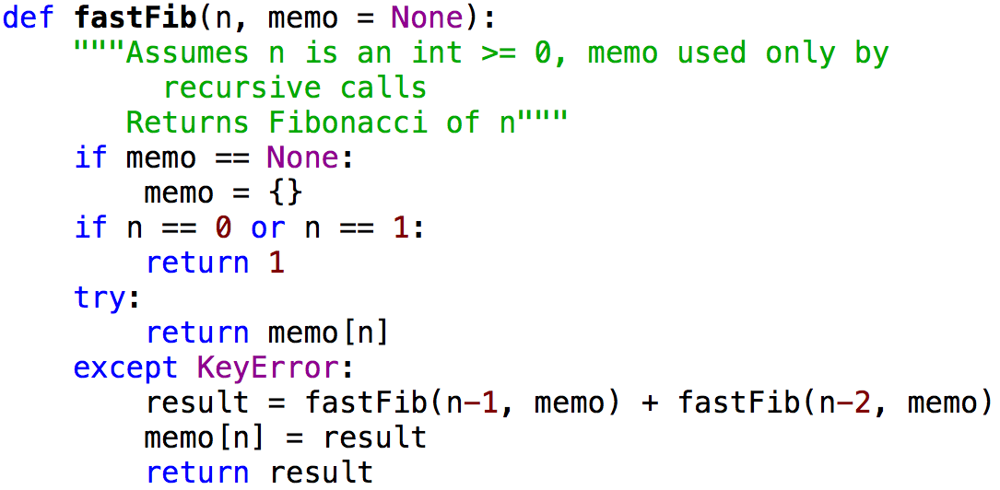 def fastFib(n, memo = None):
    """Assumes n is an int >= 0, memo used only by
         recursive calls
       Returns Fibonacci of n"""
    if memo == None:
        memo = {}
    if n == 0 or n == 1:
        return 1
    try:
        return memo[n]
    except KeyError:
        result = fastFib(n-1, memo) + fastFib(n-2, memo)
        memo[n] = result
        return result